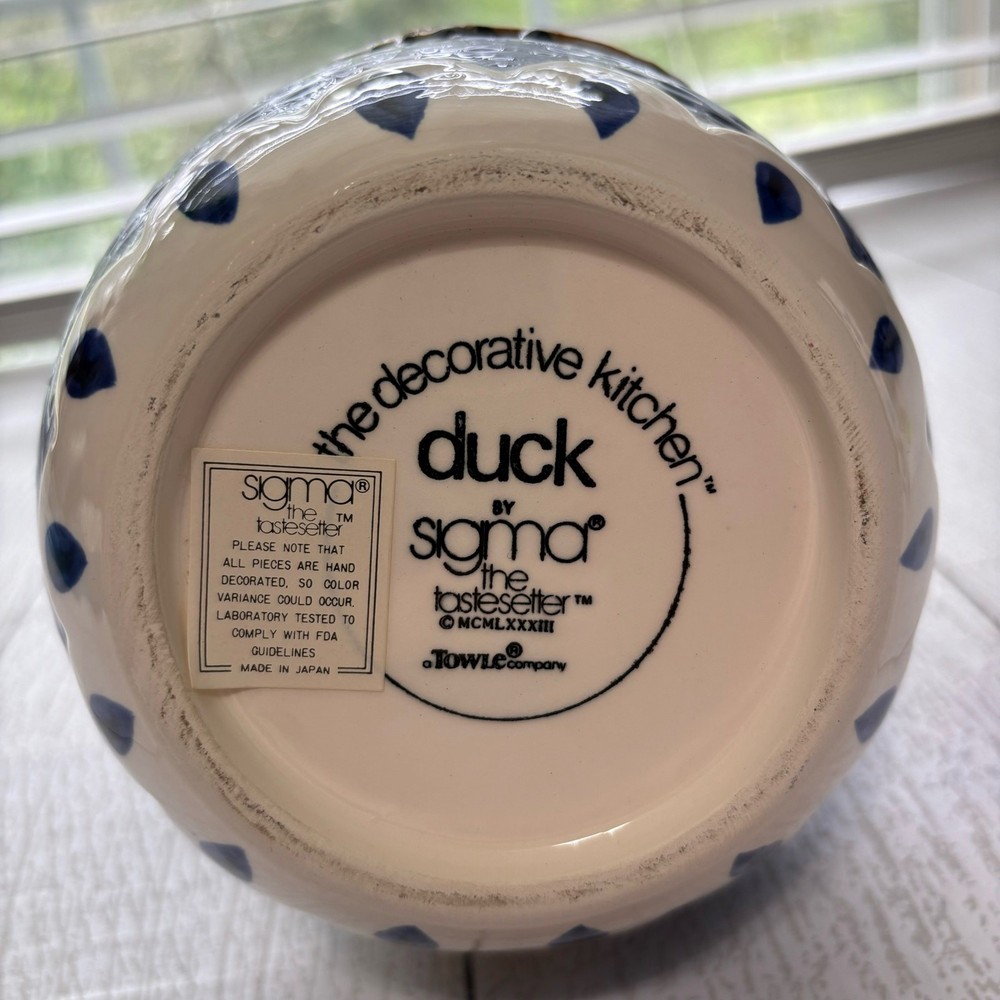 the decorative kitchen™
duck
BY
sigma®
the
tastesetter™
© MCMLXXXIII
a TOWLE® company
sigma®
the
tastesetter™
PLEASE NOTE THAT
ALL PIECES ARE HAND
DECORATED, SO COLOR
VARIANCE COULD OCCUR.
LABORATORY TESTED TO
COMPLY WITH FDA
GUIDELINES
MADE IN JAPAN